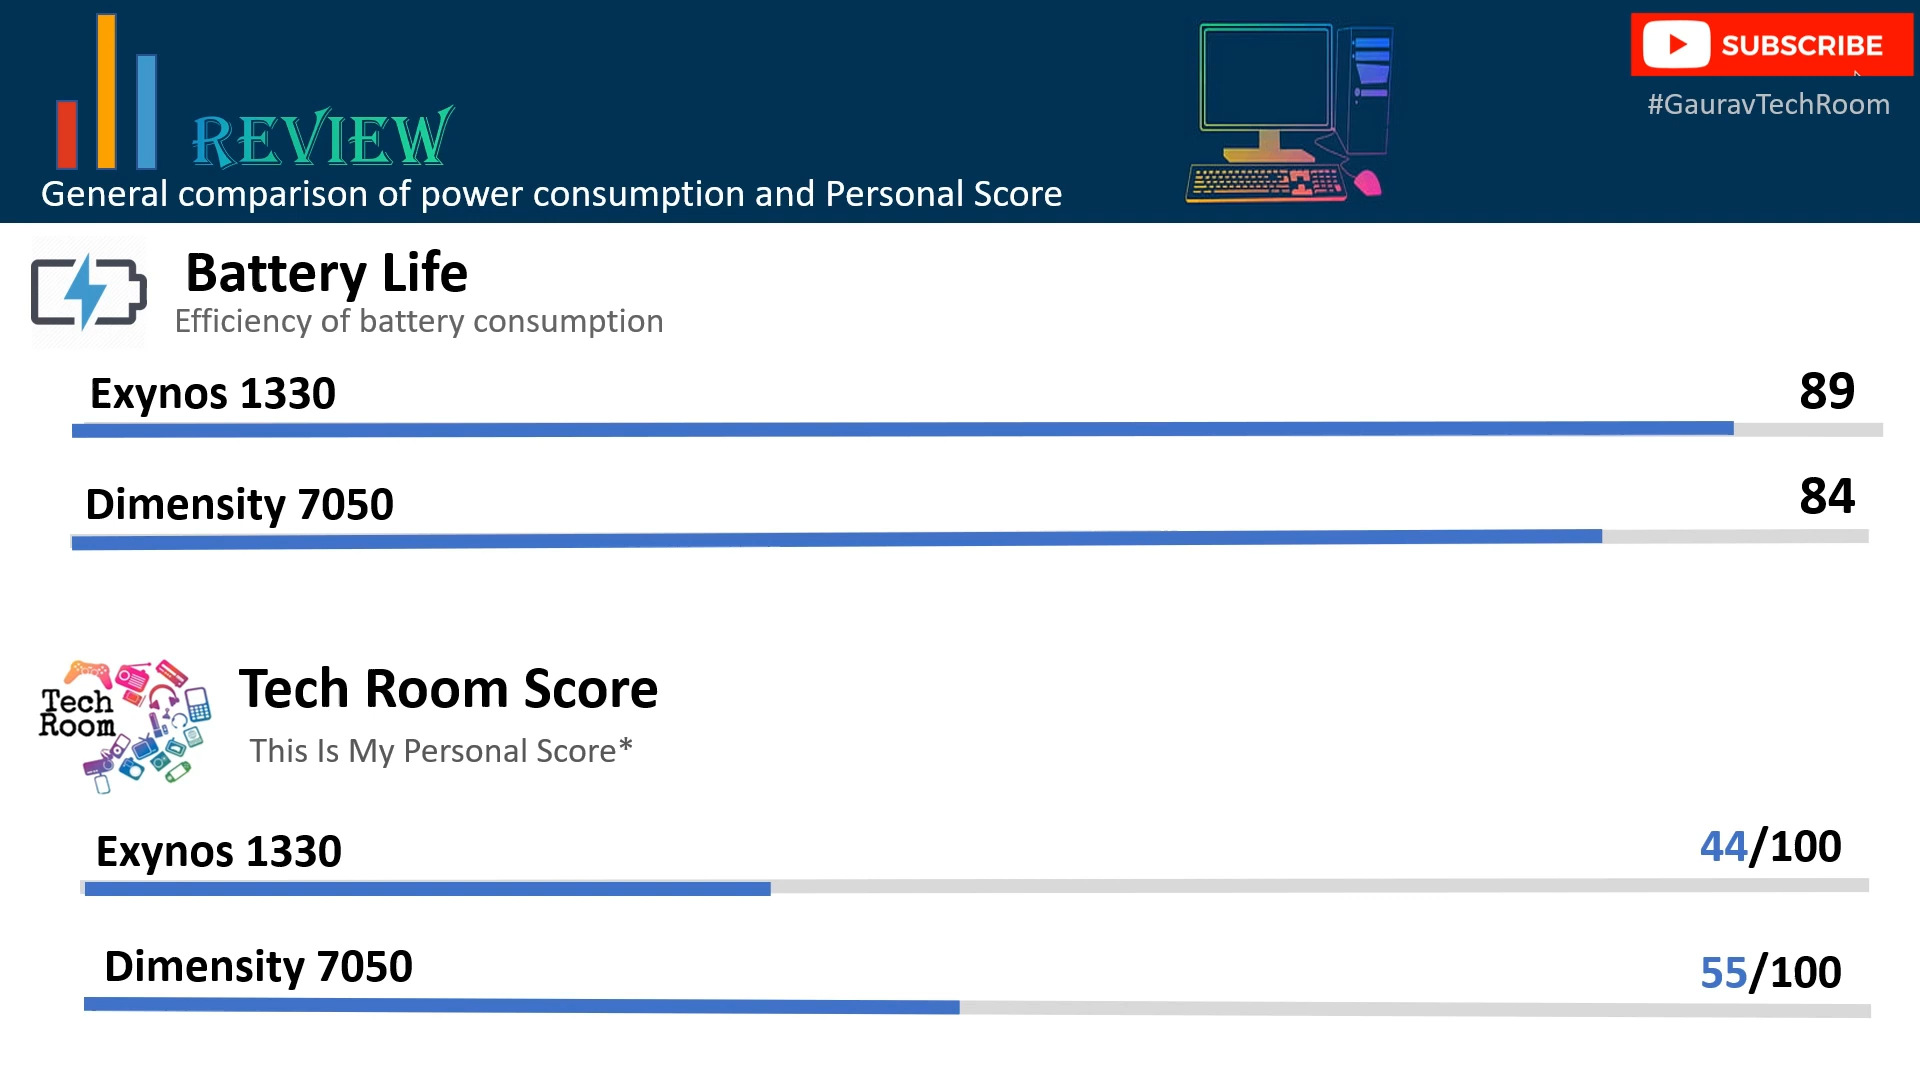 REVIEW
General comparison of power consumption and Personal Score
SUBSCRIBE
#GauravTechRoom
Battery Life
Efficiency of battery consumption
Exynos 1330
89
Dimensity 7050
84
Tech
Room
Tech Room Score
This Is My Personal Score*
Exynos 1330
44/100
Dimensity 7050
55/100